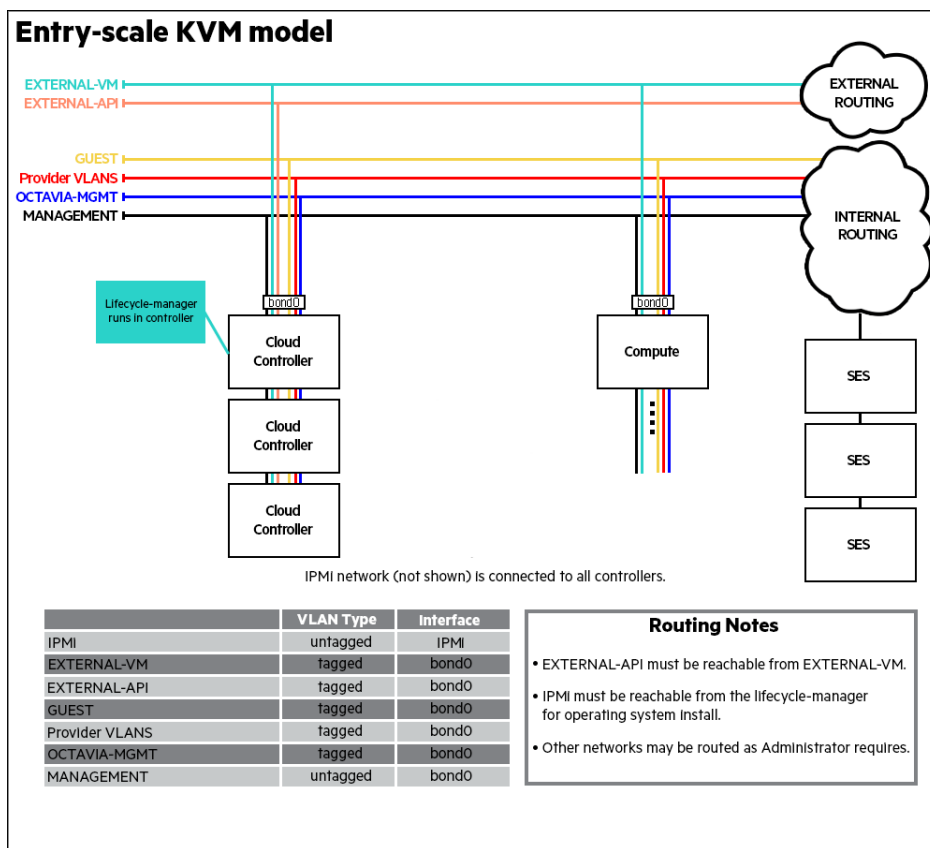 Entry-scale KVM model
EXTERNAL-VM
EXTERNAL-API
EXTERNAL
ROUTING
GUEST
Provider VLANS
OCTAVIA-MGMT
MANAGEMENT
INTERNAL
ROUTING
Lifecycle-manager
runs in controller
bond0
bond0
Cloud
Controller
Compute
SES
Cloud
Controller
SES
Cloud
Controller
SES
IPMI network (not shown) is connected to all controllers.
VLAN Type Interface
IPMI untagged IPMI
EXTERNAL-VM tagged bond0
EXTERNAL-API tagged bond0
GUEST tagged bond0
Provider VLANS tagged bond0
OCTAVIA-MGMT tagged bond0
MANAGEMENT untagged bond0
Routing Notes
• EXTERNAL-API must be reachable from EXTERNAL-VM.
• IPMI must be reachable from the lifecycle-manager
for operating system install.
• Other networks may be routed as Administrator requires.